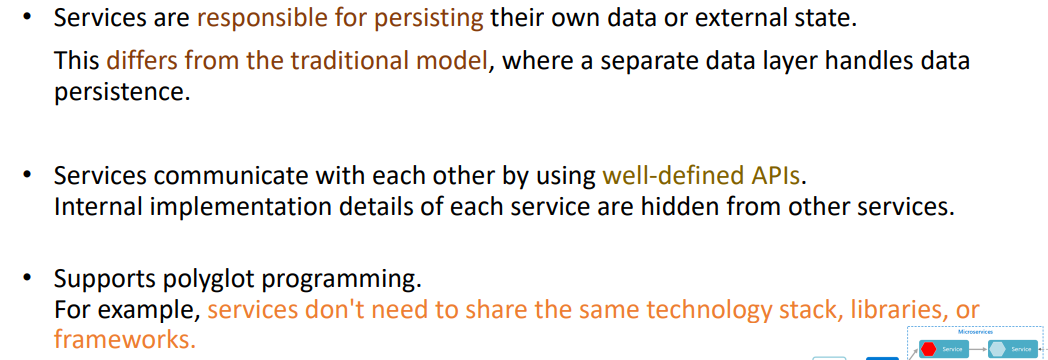 • Services are responsible for persisting their own data or external state.
This differs from the traditional model, where a separate data layer handles data
persistence.
• Services communicate with each other by using well-defined APIs.
Internal implementation details of each service are hidden from other services.
• Supports polyglot programming.
For example, services don't need to share the same technology stack, libraries, or
frameworks.
Microservices
Service
Service